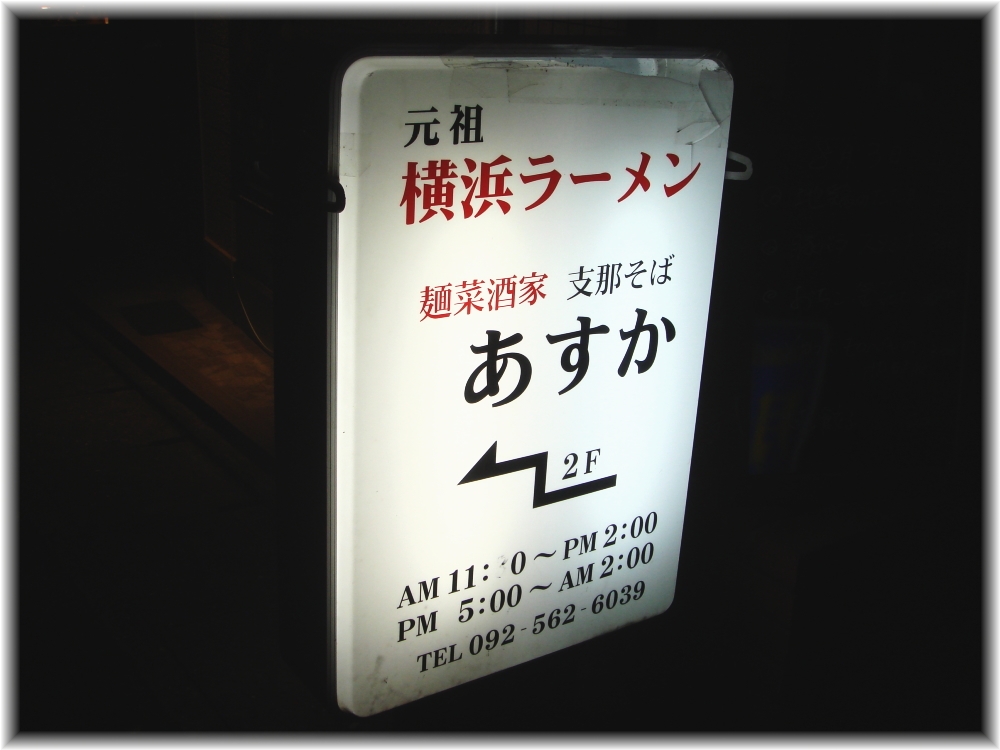 元祖
横浜ラーメン
麺菜酒家 支那そば
あすか
2F
AM 11: 0～PM 2:00
PM 5:00～AM 2:00
TEL 092-562-6039